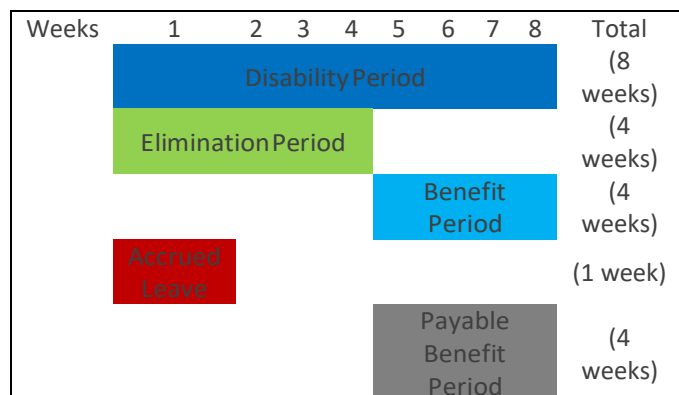 Weeks 1 2 3 4 5 6 7 8 Total
Disability Period
(8
weeks)
Elimination Period
(4
weeks)
Benefit
Period
(4
weeks)
Accrued
Leave
(1 week)
Payable
Benefit
Period
(4
weeks)